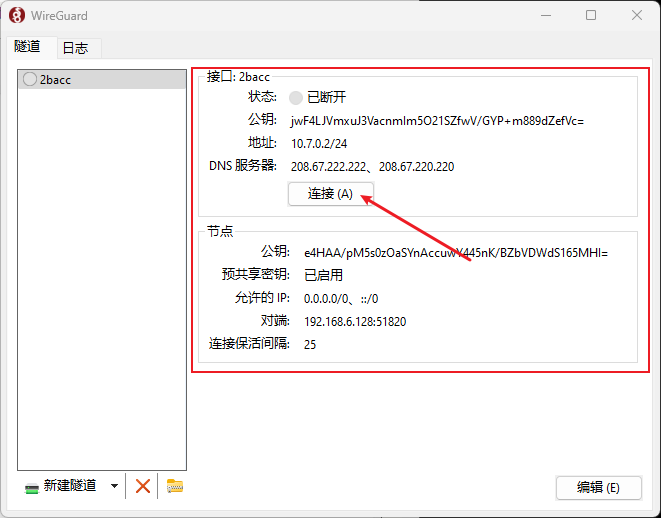 WireGuard
隧道 日志
2bacc
接口: 2bacc
状态: 已断开
公钥: jwF4LJVmxuJ3VacnmIm5O21SZfwV/GYP+m889dZefVc=
地址: 10.7.0.2/24
DNS 服务器: 208.67.222.222、208.67.220.220
连接 (A)
节点
公钥: e4HAA/pM5s0zOaSYnAccuwY445nK/BZbVDWdS165MHI=
预共享密钥: 已启用
允许的 IP: 0.0.0.0/0、::/0
对端: 192.168.6.128:51820
连接保活间隔: 25
新建隧道
编辑 (E)